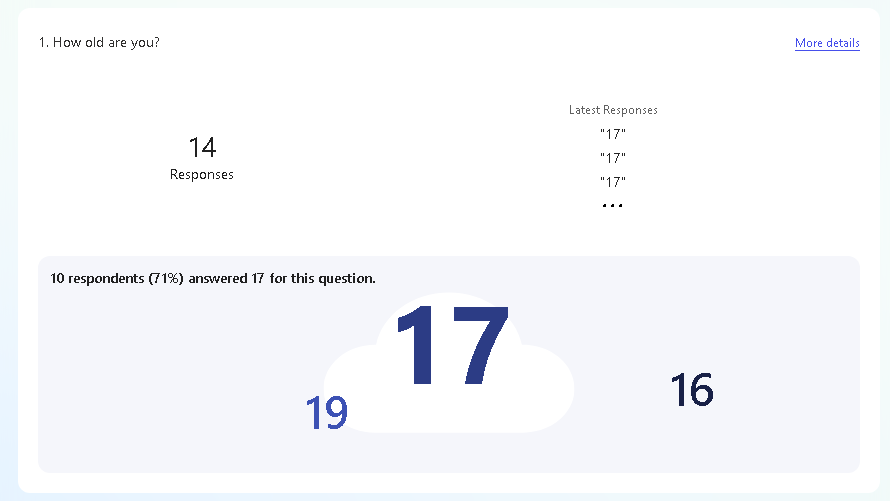 1. How old are you?
More details
14
Responses
Latest Responses
"17"
"17"
"17"
...
10 respondents (71%) answered 17 for this question.
17
19
16